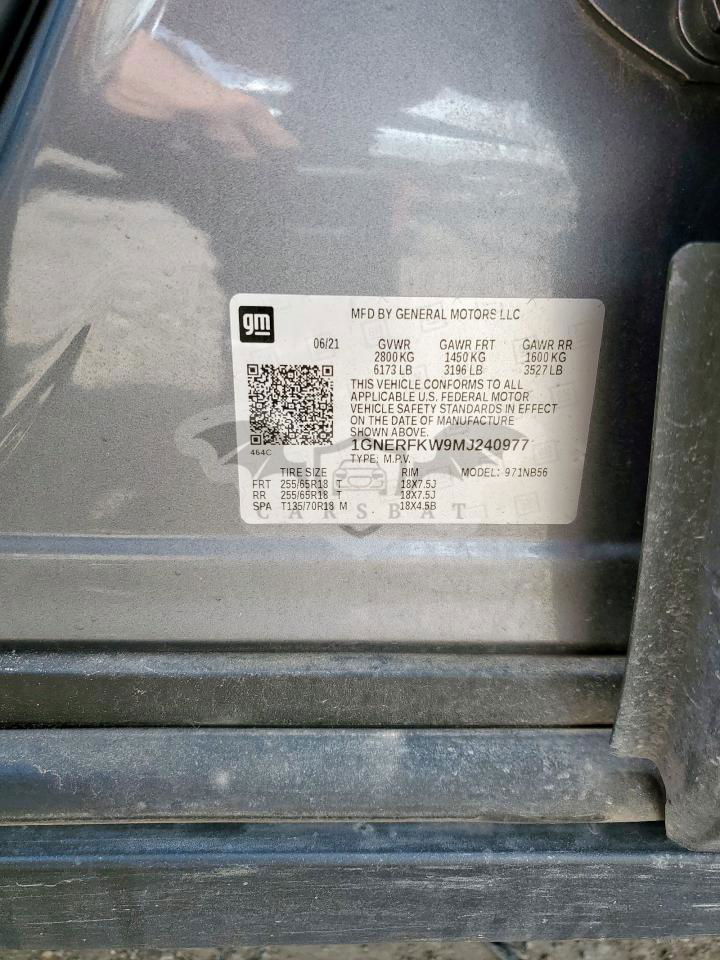 gm
MFD BY GENERAL MOTORS LLC
06/21 GVWR GAWR FRT GAWR RR
2800 KG 1450 KG 1600 KG
6173 LB 3196 LB 3527 LB
THIS VEHICLE CONFORMS TO ALL
APPLICABLE U.S. FEDERAL MOTOR
VEHICLE SAFETY STANDARDS IN EFFECT
ON THE DATE OF MANUFACTURE
SHOWN ABOVE.
1GNERFKW9MJ240977
464C TYPE: M.P.V.
TIRE SIZE RIM MODEL: 971NB56
FRT 255/65R18 T 18X7.5J
RR 255/65R18 T 18X7.5J
SPA T135/70R18 M 18X4.5B
CARSBAT